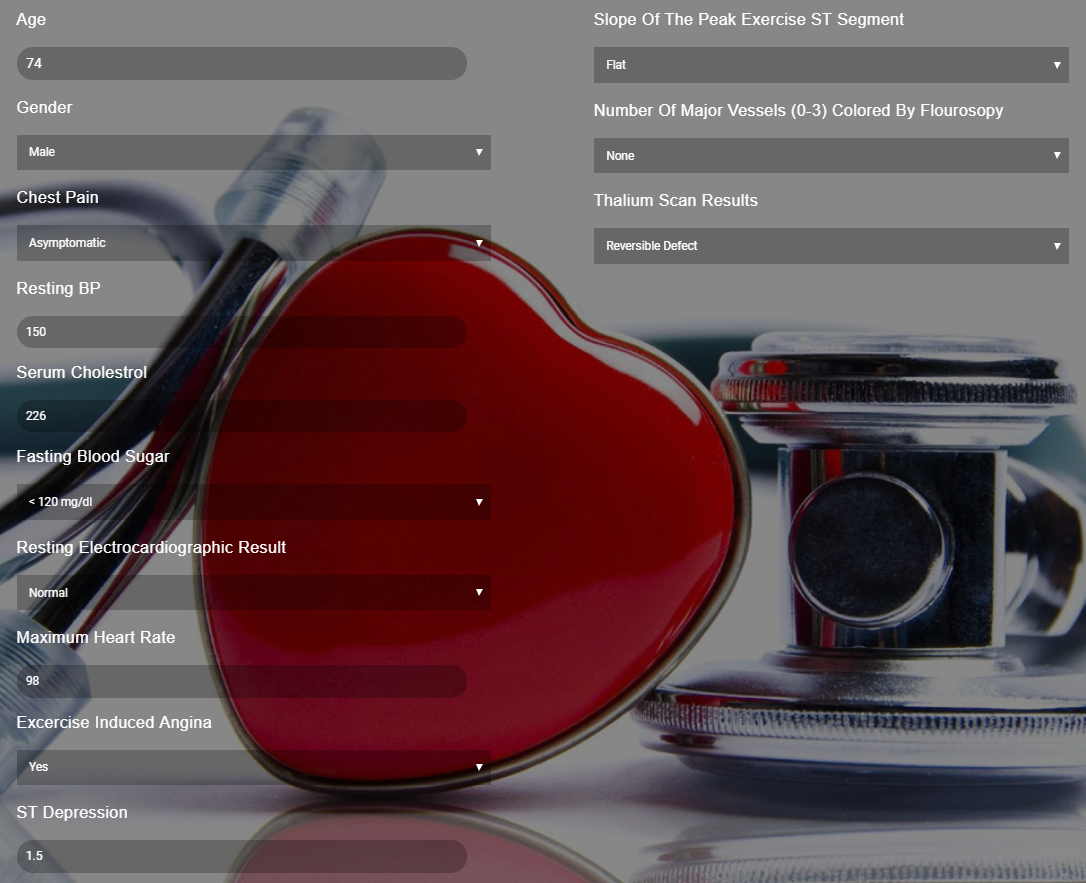 Age
74
Gender
Male
Chest Pain
Asymptomatic
Resting BP
150
Serum Cholestrol
226
Fasting Blood Sugar
< 120 mg/dl
Resting Electrocardiographic Result
Normal
Maximum Heart Rate
98
Excercise Induced Angina
Yes
ST Depression
1.5
Slope Of The Peak Exercise ST Segment
Flat
Number Of Major Vessels (0-3) Colored By Flourosopy
None
Thalium Scan Results
Reversible Defect